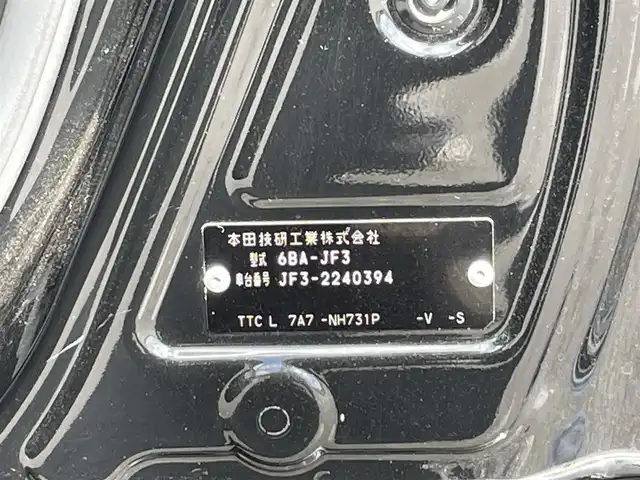 本田技研工業株式会社
型式 6BA-JF3
車台番号 JF3-2240394
TTC L 7A7 -NH731P -V -S